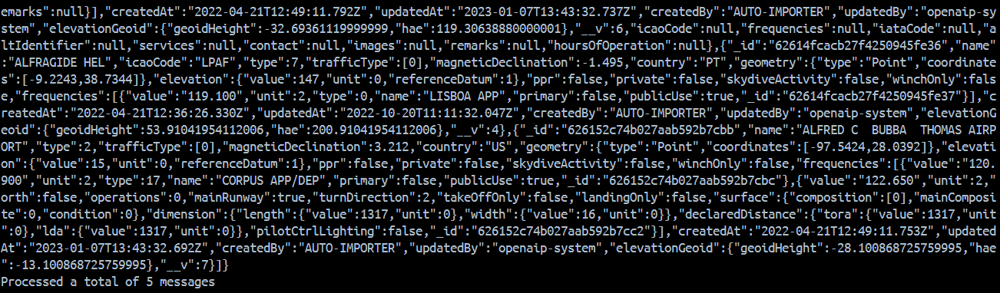 emarks":null}],"createdAt":"2022-04-21T12:49:11.792Z","updatedAt":"2023-01-07T13:43:32.737Z","createdBy":"AUTO-IMPORTER","updatedBy":"openaip-sy
stem","elevationGeoid":{"geoidHeight":-32.69361119999999,"hae":119.30638880000001},"__v":6,"icaoCode":null,"frequencies":null,"iataCode":null,"a
ltIdentifier":null,"services":null,"contact":null,"images":null,"remarks":null,"hoursOfOperation":null},{"_id":"62614fcacb27f4250945fe36","name"
:"ALFRAGIDE HEL","icaoCode":"LPAF","type":7,"trafficType":[0],"magneticDeclination":-1.495,"country":"PT","geometry":{"type":"Point","coordinate
s":[-9.2243,38.7344]},"elevation":{"value":147,"unit":0,"referenceDatum":1},"ppr":false,"private":false,"skydiveActivity":false,"winchOnly":fals
e,"frequencies":[{"value":"119.100","unit":2,"type":0,"name":"LISBOA APP","primary":false,"publicUse":true,"_id":"62614fcacb27f4250945fe37"}],"c
reatedAt":"2022-04-21T12:36:26.330Z","updatedAt":"2022-10-20T11:11:32.047Z","createdBy":"AUTO-IMPORTER","updatedBy":"openaip-system","elevationG
eoid":{"geoidHeight":53.91041954112006,"hae":200.91041954112006},"__v":4},{"_id":"626152c74b027aab592b7cbb","name":"ALFRED C  BUBBA  THOMAS AIRP
ORT","type":2,"trafficType":[0],"magneticDeclination":3.212,"country":"US","geometry":{"type":"Point","coordinates":[-97.5424,28.0392]},"elevati
on":{"value":15,"unit":0,"referenceDatum":1},"ppr":false,"private":false,"skydiveActivity":false,"winchOnly":false,"frequencies":[{"value":"120.
900","unit":2,"type":17,"name":"CORPUS APP/DEP","primary":false,"publicUse":true,"_id":"626152c74b027aab592b7cbc"},{"value":"122.650","unit":2,"
orth":false,"operations":0,"mainRunway":true,"turnDirection":2,"takeOffOnly":false,"landingOnly":false,"surface":{"composition":[0],"mainComposi
te":0,"condition":0},"dimension":{"length":{"value":1317,"unit":0},"width":{"value":16,"unit":0}},"declaredDistance":{"tora":{"value":1317,"unit
":0},"lda":{"value":1317,"unit":0}},"pilotCtrlLighting":false,"_id":"626152c74b027aab592b7cc2"}],"createdAt":"2022-04-21T12:49:11.753Z","updated
At":"2023-01-07T13:43:32.692Z","createdBy":"AUTO-IMPORTER","updatedBy":"openaip-system","elevationGeoid":{"geoidHeight":-28.100868725759995,"hae
":-13.100868725759995},"__v":7}]}
Processed a total of 5 messages